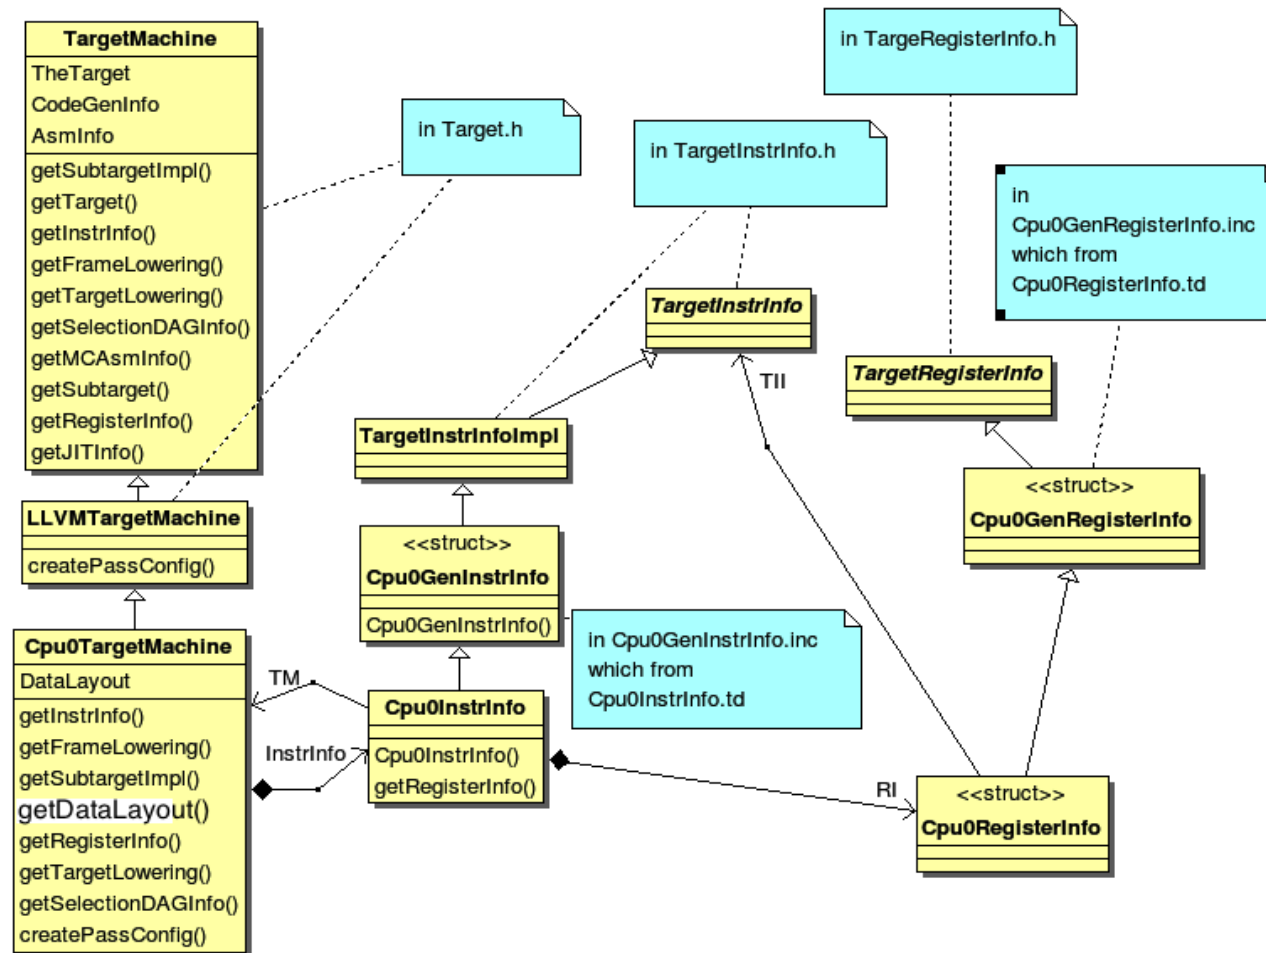 TargetMachine
TheTarget
CodeGenInfo
AsmInfo
getSubtargetImpl()
getTarget()
getInstrInfo()
getFrameLowering()
getTargetLowering()
getSelectionDAGInfo()
getMCAsmInfo()
getSubtarget()
getRegisterInfo()
getJITInfo()
LLVMTargetMachine
createPassConfig()
Cpu0TargetMachine
DataLayout
getInstrInfo()
getFrameLowering()
getSubtargetImpl()
getDataLayout()
getRegisterInfo()
getTargetLowering()
getSelectionDAGInfo()
createPassConfig()
in Target.h
in TargetInstrInfo.h
in TargeRegisterInfo.h
in
Cpu0GenRegisterInfo.inc
which from
Cpu0RegisterInfo.td
TargetInstrInfo
TII
TargetRegisterInfo
TargetInstrInfoImpl
<<struct>>
Cpu0GenRegisterInfo
<<struct>>
Cpu0GenInstrInfo
Cpu0GenInstrInfo()
in Cpu0GenInstrInfo.inc
which from
Cpu0InstrInfo.td
TM
InstrInfo
Cpu0InstrInfo
Cpu0InstrInfo()
getRegisterInfo()
RI
<<struct>>
Cpu0RegisterInfo